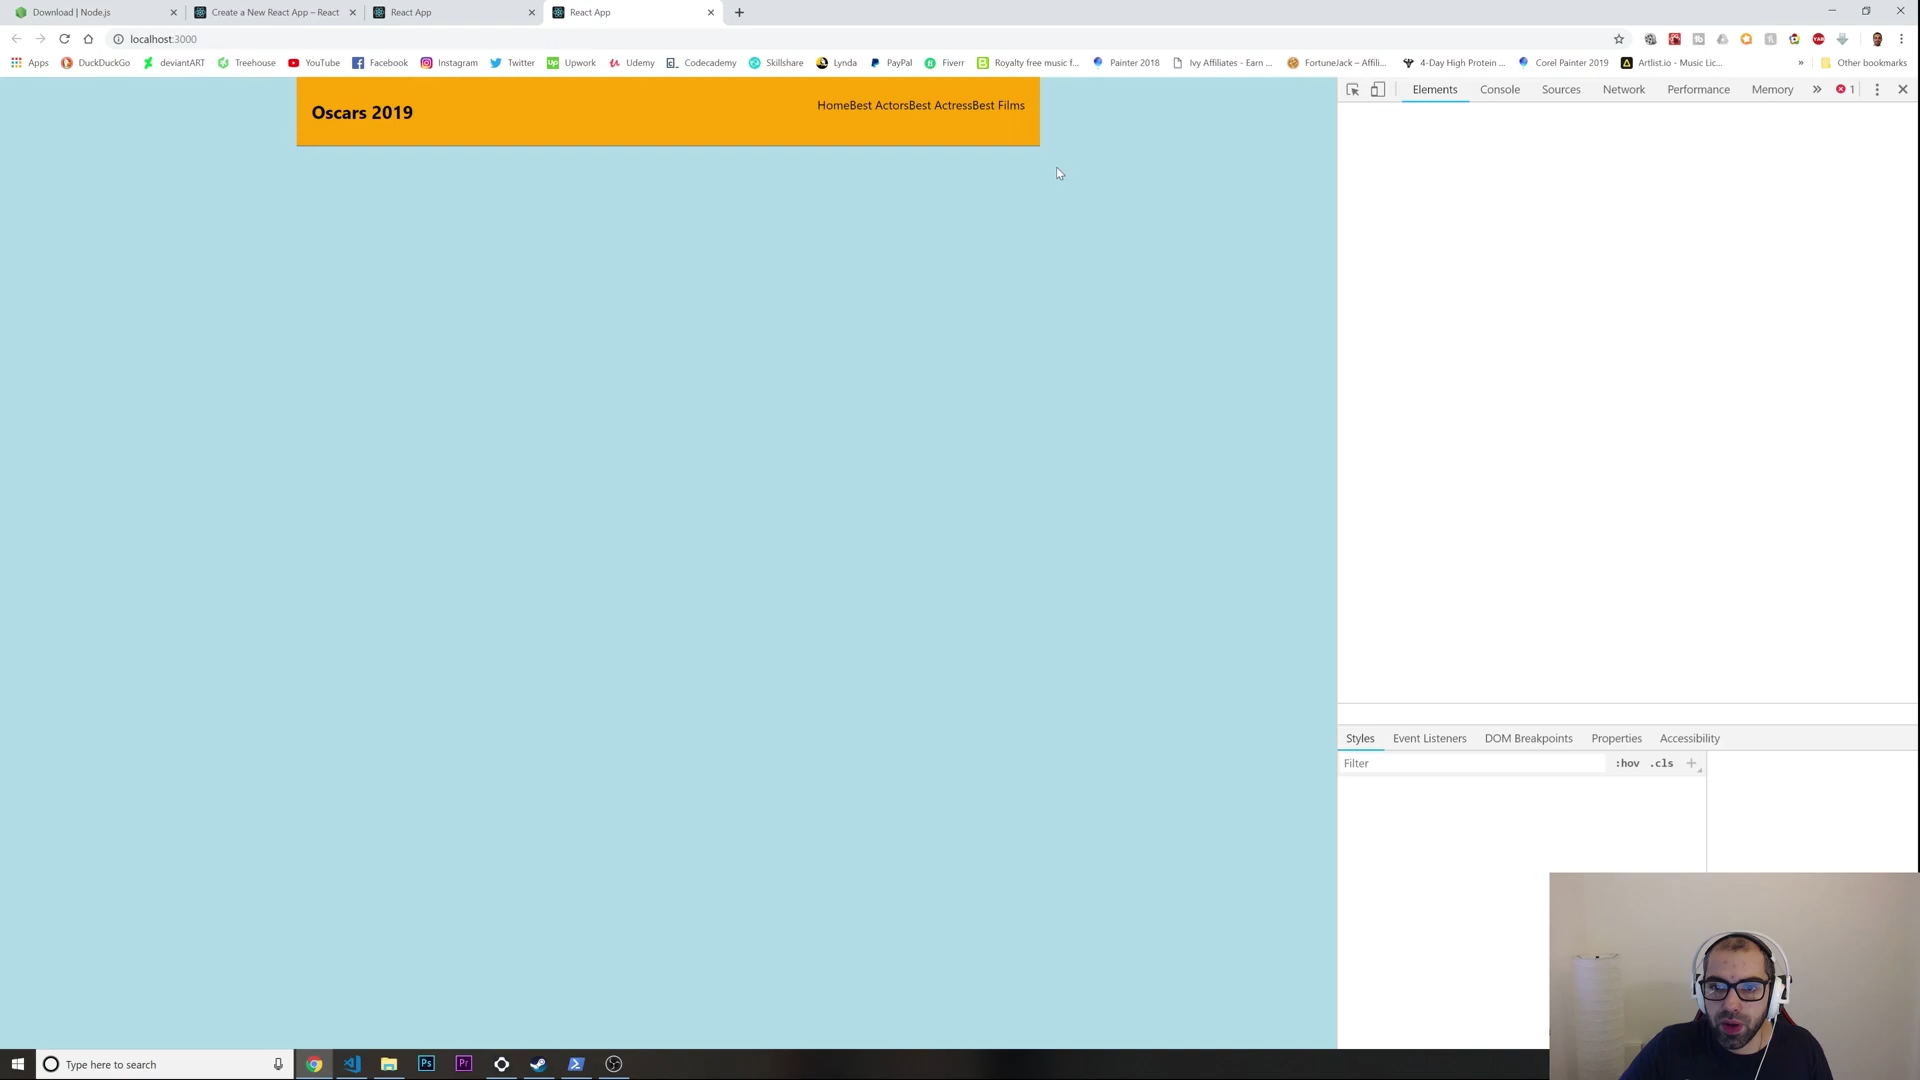 Download | Node.js
Create a New React App – React
React App
React App
localhost:3000
Apps
DuckDuckGo
deviantART
Treehouse
YouTube
Facebook
Instagram
Twitter
Upwork
Udemy
Codecademy
Skillshare
Lynda
PayPal
Fiverr
Royalty free music f...
Painter 2018
Ivy Affiliates - Earn ...
FortuneJack – Affili...
4-Day High Protein ...
Corel Painter 2019
Artlist.io - Music Lic...
»
Other bookmarks
Oscars 2019
HomeBest ActorsBest ActressBest Films
Elements
Console
Sources
Network
Performance
Memory
»
1
Styles
Event Listeners
DOM Breakpoints
Properties
Accessibility
Filter
:hov
.cls
Type here to search
Ps
Pr